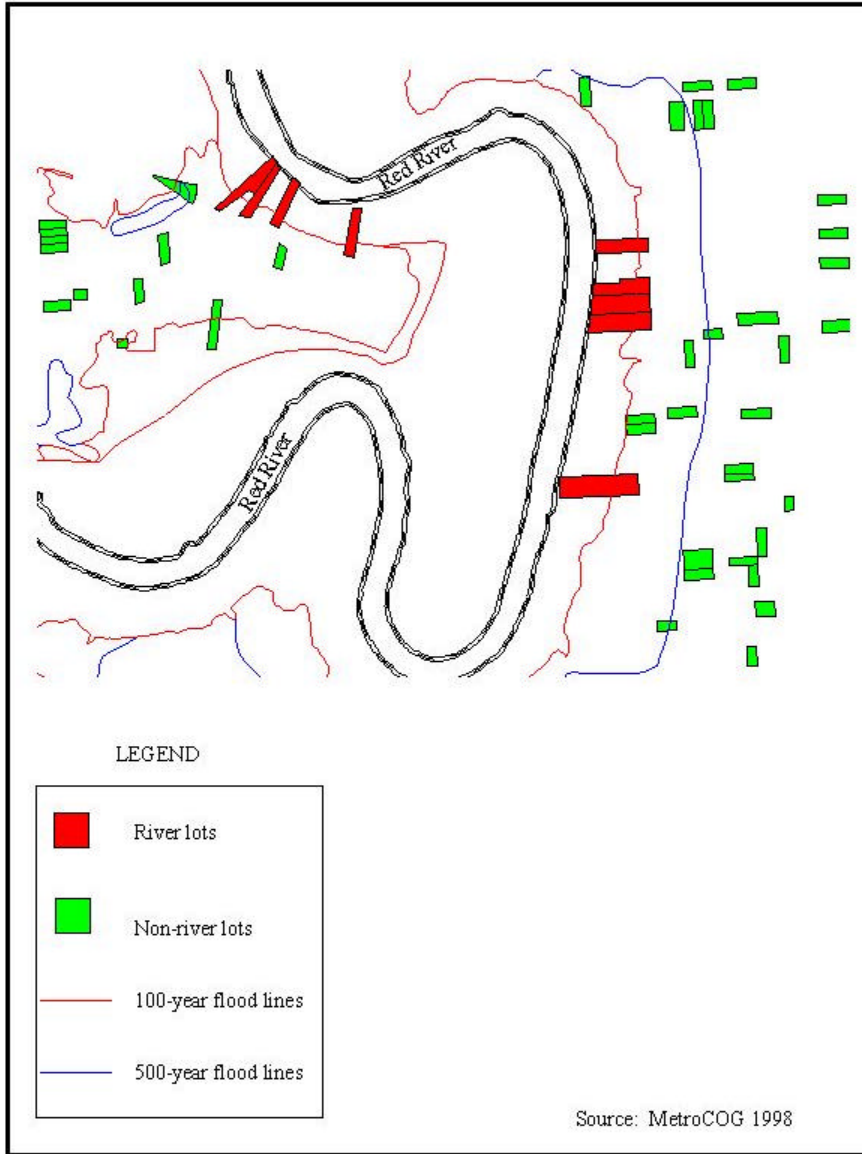 Red River
Red River
LEGEND
River lots
Non-river lots
100-year flood lines
500-year flood lines
Source: MetroCOG 1998